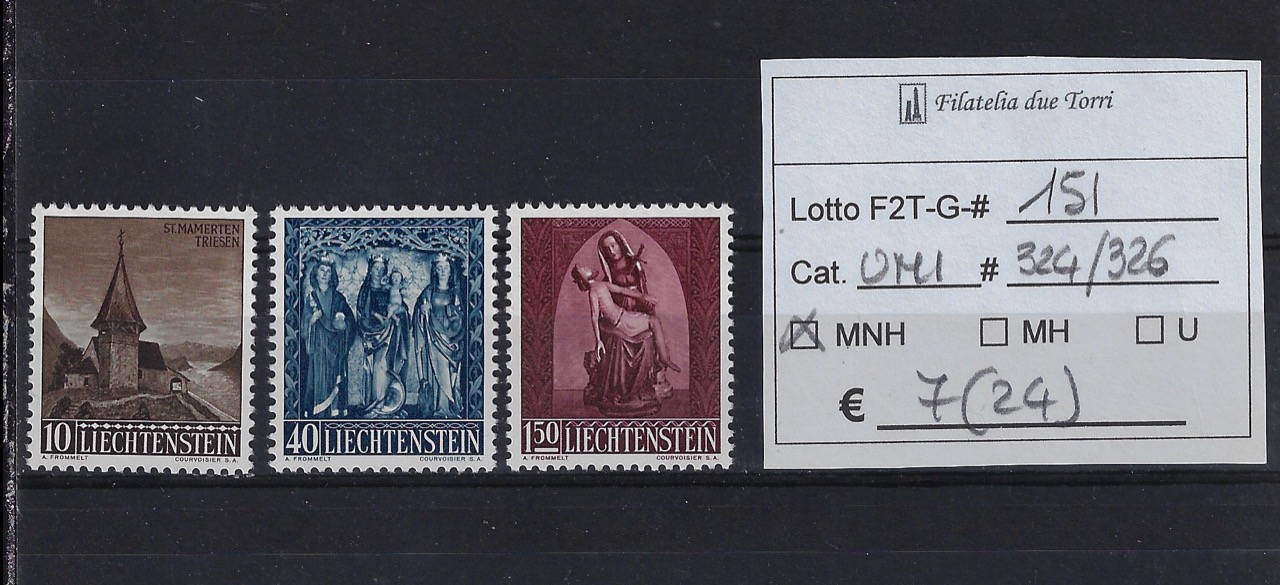 ST. MAMERTEN
TRIESEN
10 LIECHTENSTEIN
A. FROMMELT COURVOISIER S.A.
40 LIECHTENSTEIN
A. FROMMELT COURVOISIER S.A.
1.50 LIECHTENSTEIN
A. FROMMELT COURVOISIER S.A.
Filatelia due Torri
Lotto F2T-G-# 151
Cat. UNI # 324/326
MNH MH U
€ 7 (24)